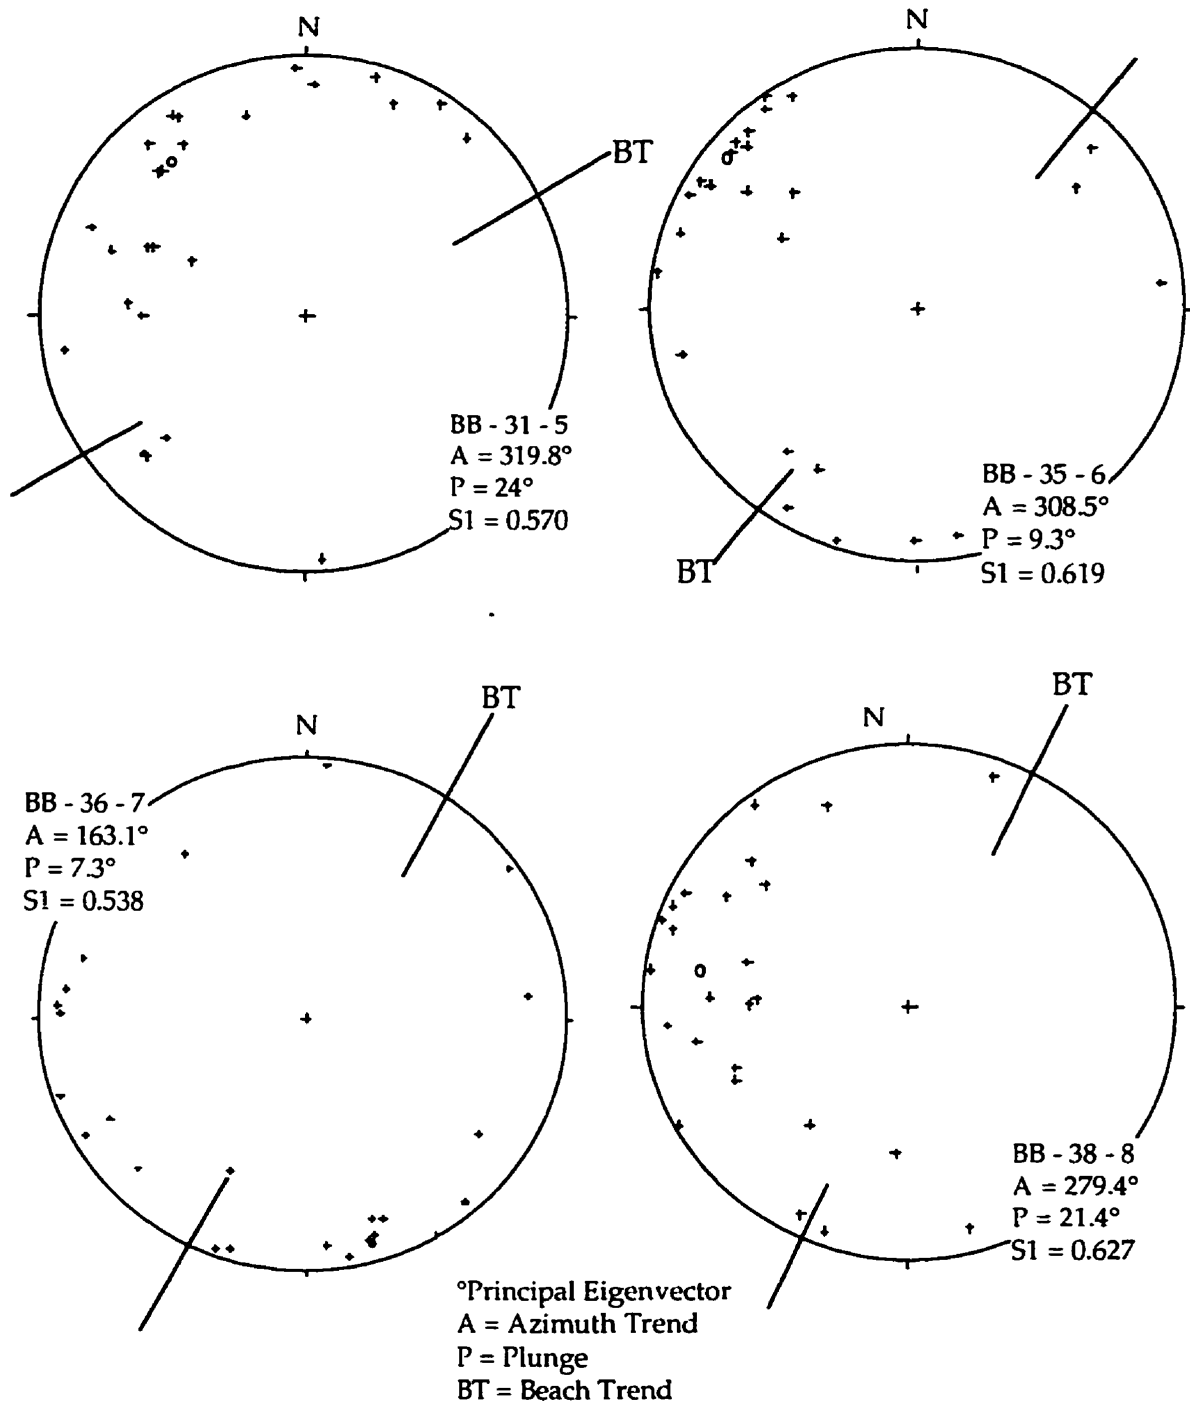 N
BT
BB - 31 - 5
A = 319.8°
P = 24°
S1 = 0.570
N
BB - 35 - 6
A = 308.5°
P = 9.3°
S1 = 0.619
BT
N
BT
BB - 36 - 7
A = 163.1°
P = 7.3°
S1 = 0.538
N
BT
BB - 38 - 8
A = 279.4°
P = 21.4°
S1 = 0.627
°Principal Eigenvector
A = Azimuth Trend
P = Plunge
BT = Beach Trend